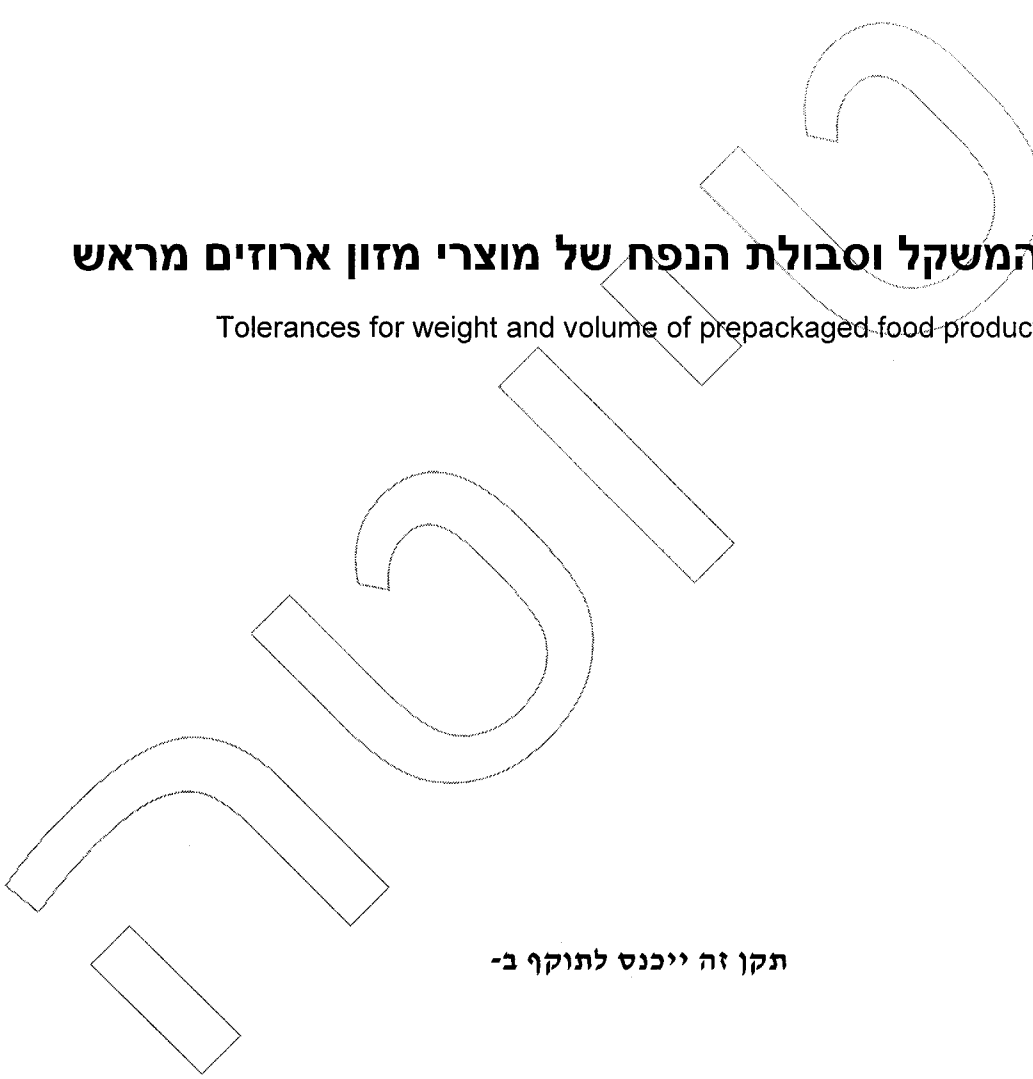 המשקל וסבולת הנפח של מוצרי מזון ארוזים מראש
Tolerances for weight and volume of prepackaged food produc
טיוטה
תקן זה ייכנס לתוקף ב-